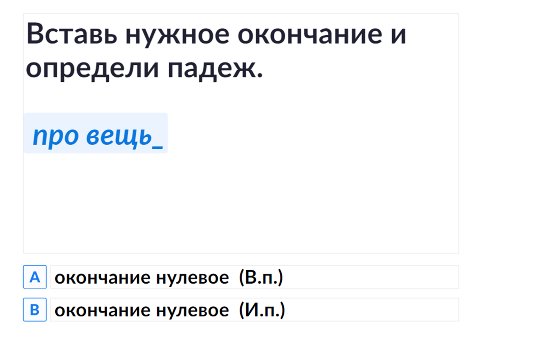 Вставь нужное окончание и
определи падеж.
про вещь_
A окончание нулевое (В.п.)
B окончание нулевое (И.п.)